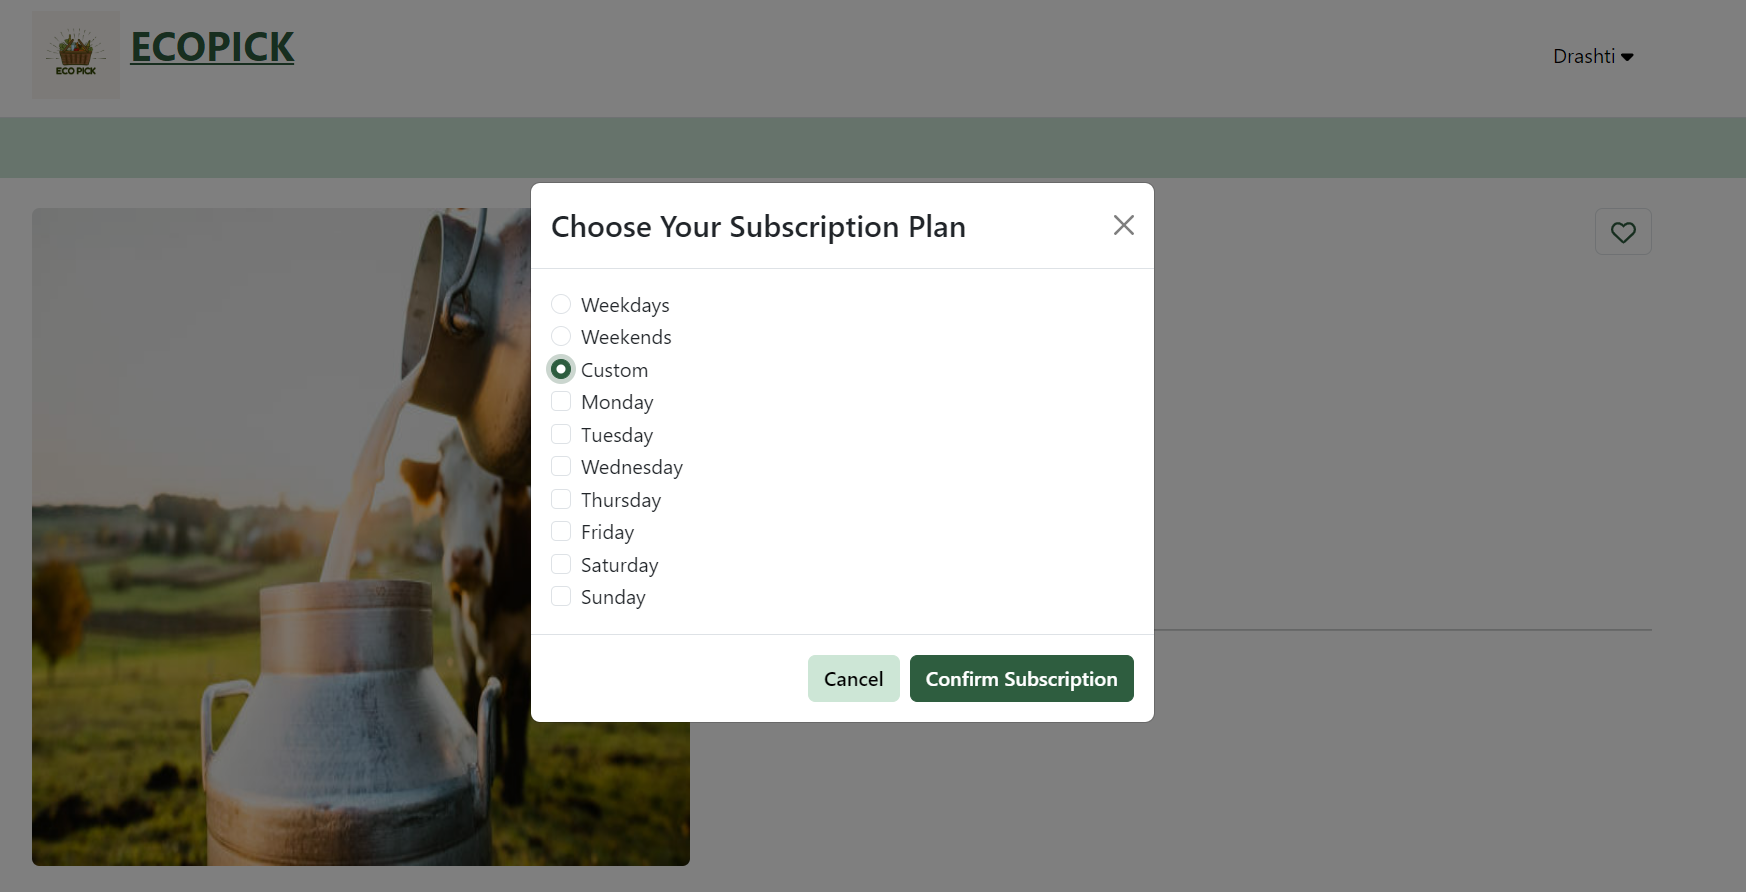 ECO PICK
ECOPICK
Drashti
Choose Your Subscription Plan
Weekdays
Weekends
Custom
Monday
Tuesday
Wednesday
Thursday
Friday
Saturday
Sunday
Cancel
Confirm Subscription